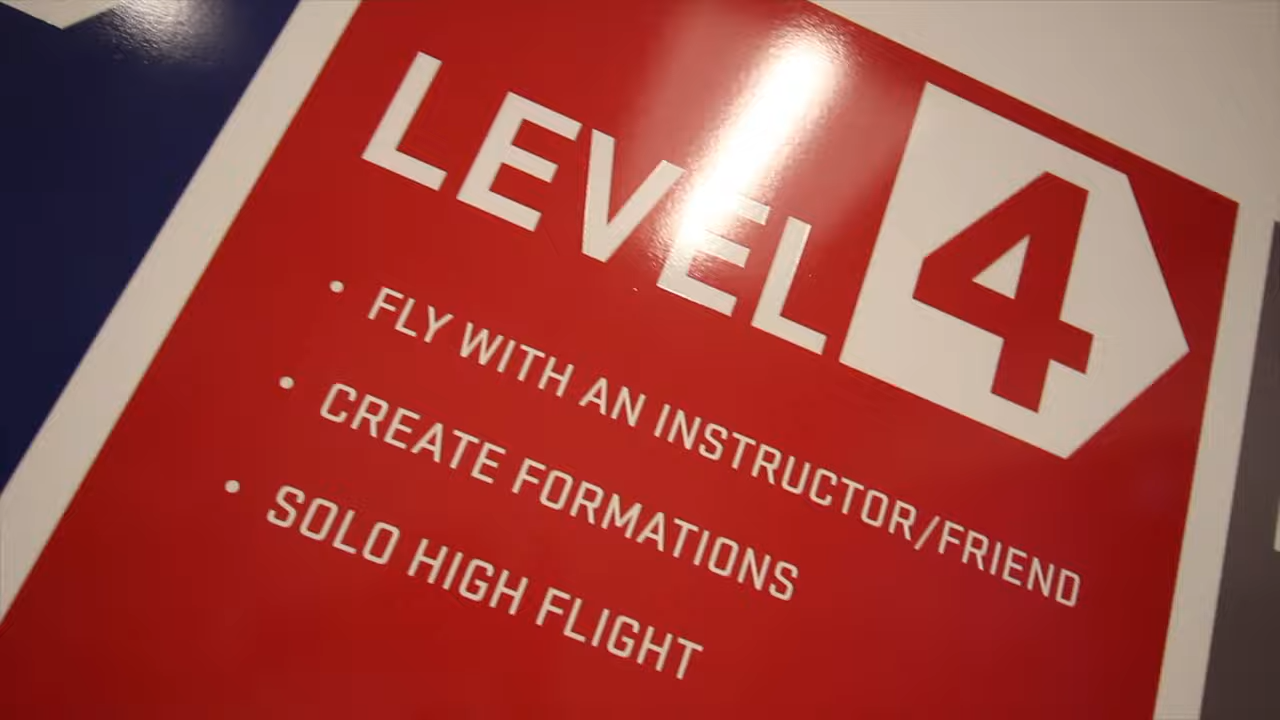 LEVEL 4
• FLY WITH AN INSTRUCTOR/FRIEND
• CREATE FORMATIONS
• SOLO HIGH FLIGHT